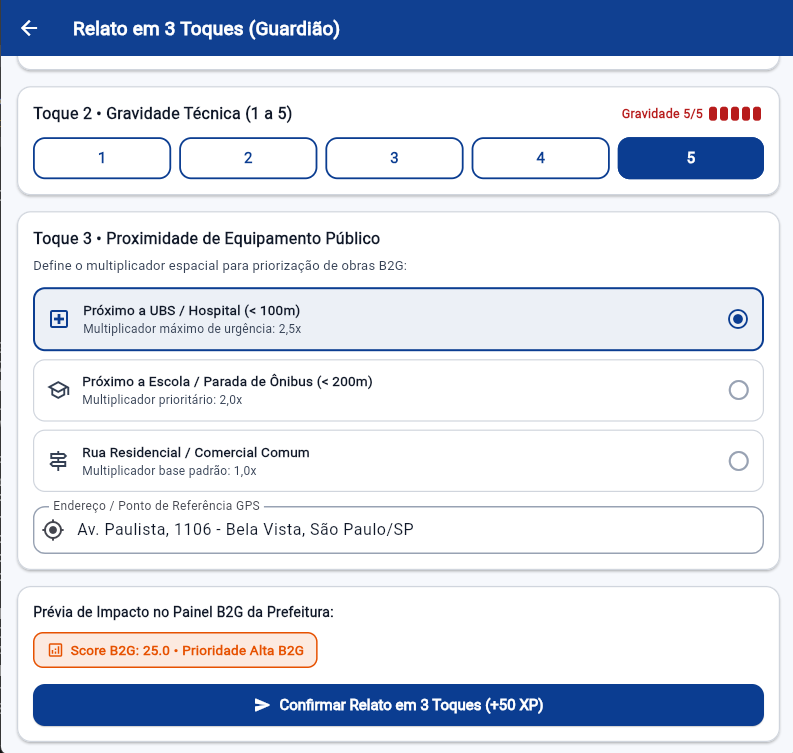 Relato em 3 Toques (Guardião)
Toque 2 • Gravidade Técnica (1 a 5)
Gravidade 5/5
1
2
3
4
5
Toque 3 • Proximidade de Equipamento Público
Define o multiplicador espacial para priorização de obras B2G:
Próximo a UBS / Hospital (< 100m)
Multiplicador máximo de urgência: 2,5x
Próximo a Escola / Parada de Ônibus (< 200m)
Multiplicador prioritário: 2,0x
Rua Residencial / Comercial Comum
Multiplicador base padrão: 1,0x
Endereço / Ponto de Referência GPS
Av. Paulista, 1106 - Bela Vista, São Paulo/SP
Prévia de Impacto no Painel B2G da Prefeitura:
Score B2G: 25.0 • Prioridade Alta B2G
Confirmar Relato em 3 Toques (+50 XP)